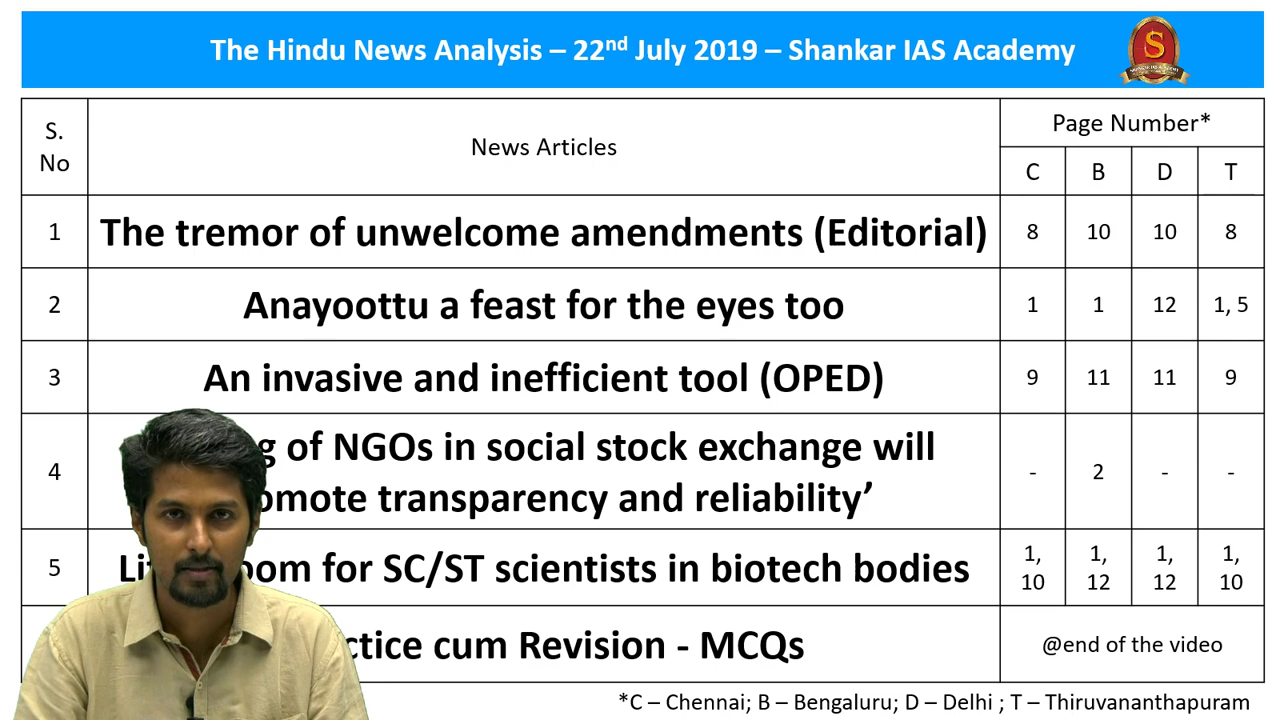 The Hindu News Analysis – 22nd July 2019 – Shankar IAS Academy
S
S. No
News Articles
Page Number*
C B D T
1 The tremor of unwelcome amendments (Editorial) 8 10 10 8
2 Anayoottu a feast for the eyes too 1 1 12 1, 5
3 An invasive and inefficient tool (OPED) 9 11 11 9
4 of NGOs in social stock exchange will
transparency and reliability’ - 2 - -
5 for SC/ST scientists in biotech bodies 1, 10 1, 12 1, 12 1, 10
cum Revision - MCQs @end of the video
*C – Chennai; B – Bengaluru; D – Delhi ; T – Thiruvananthapuram